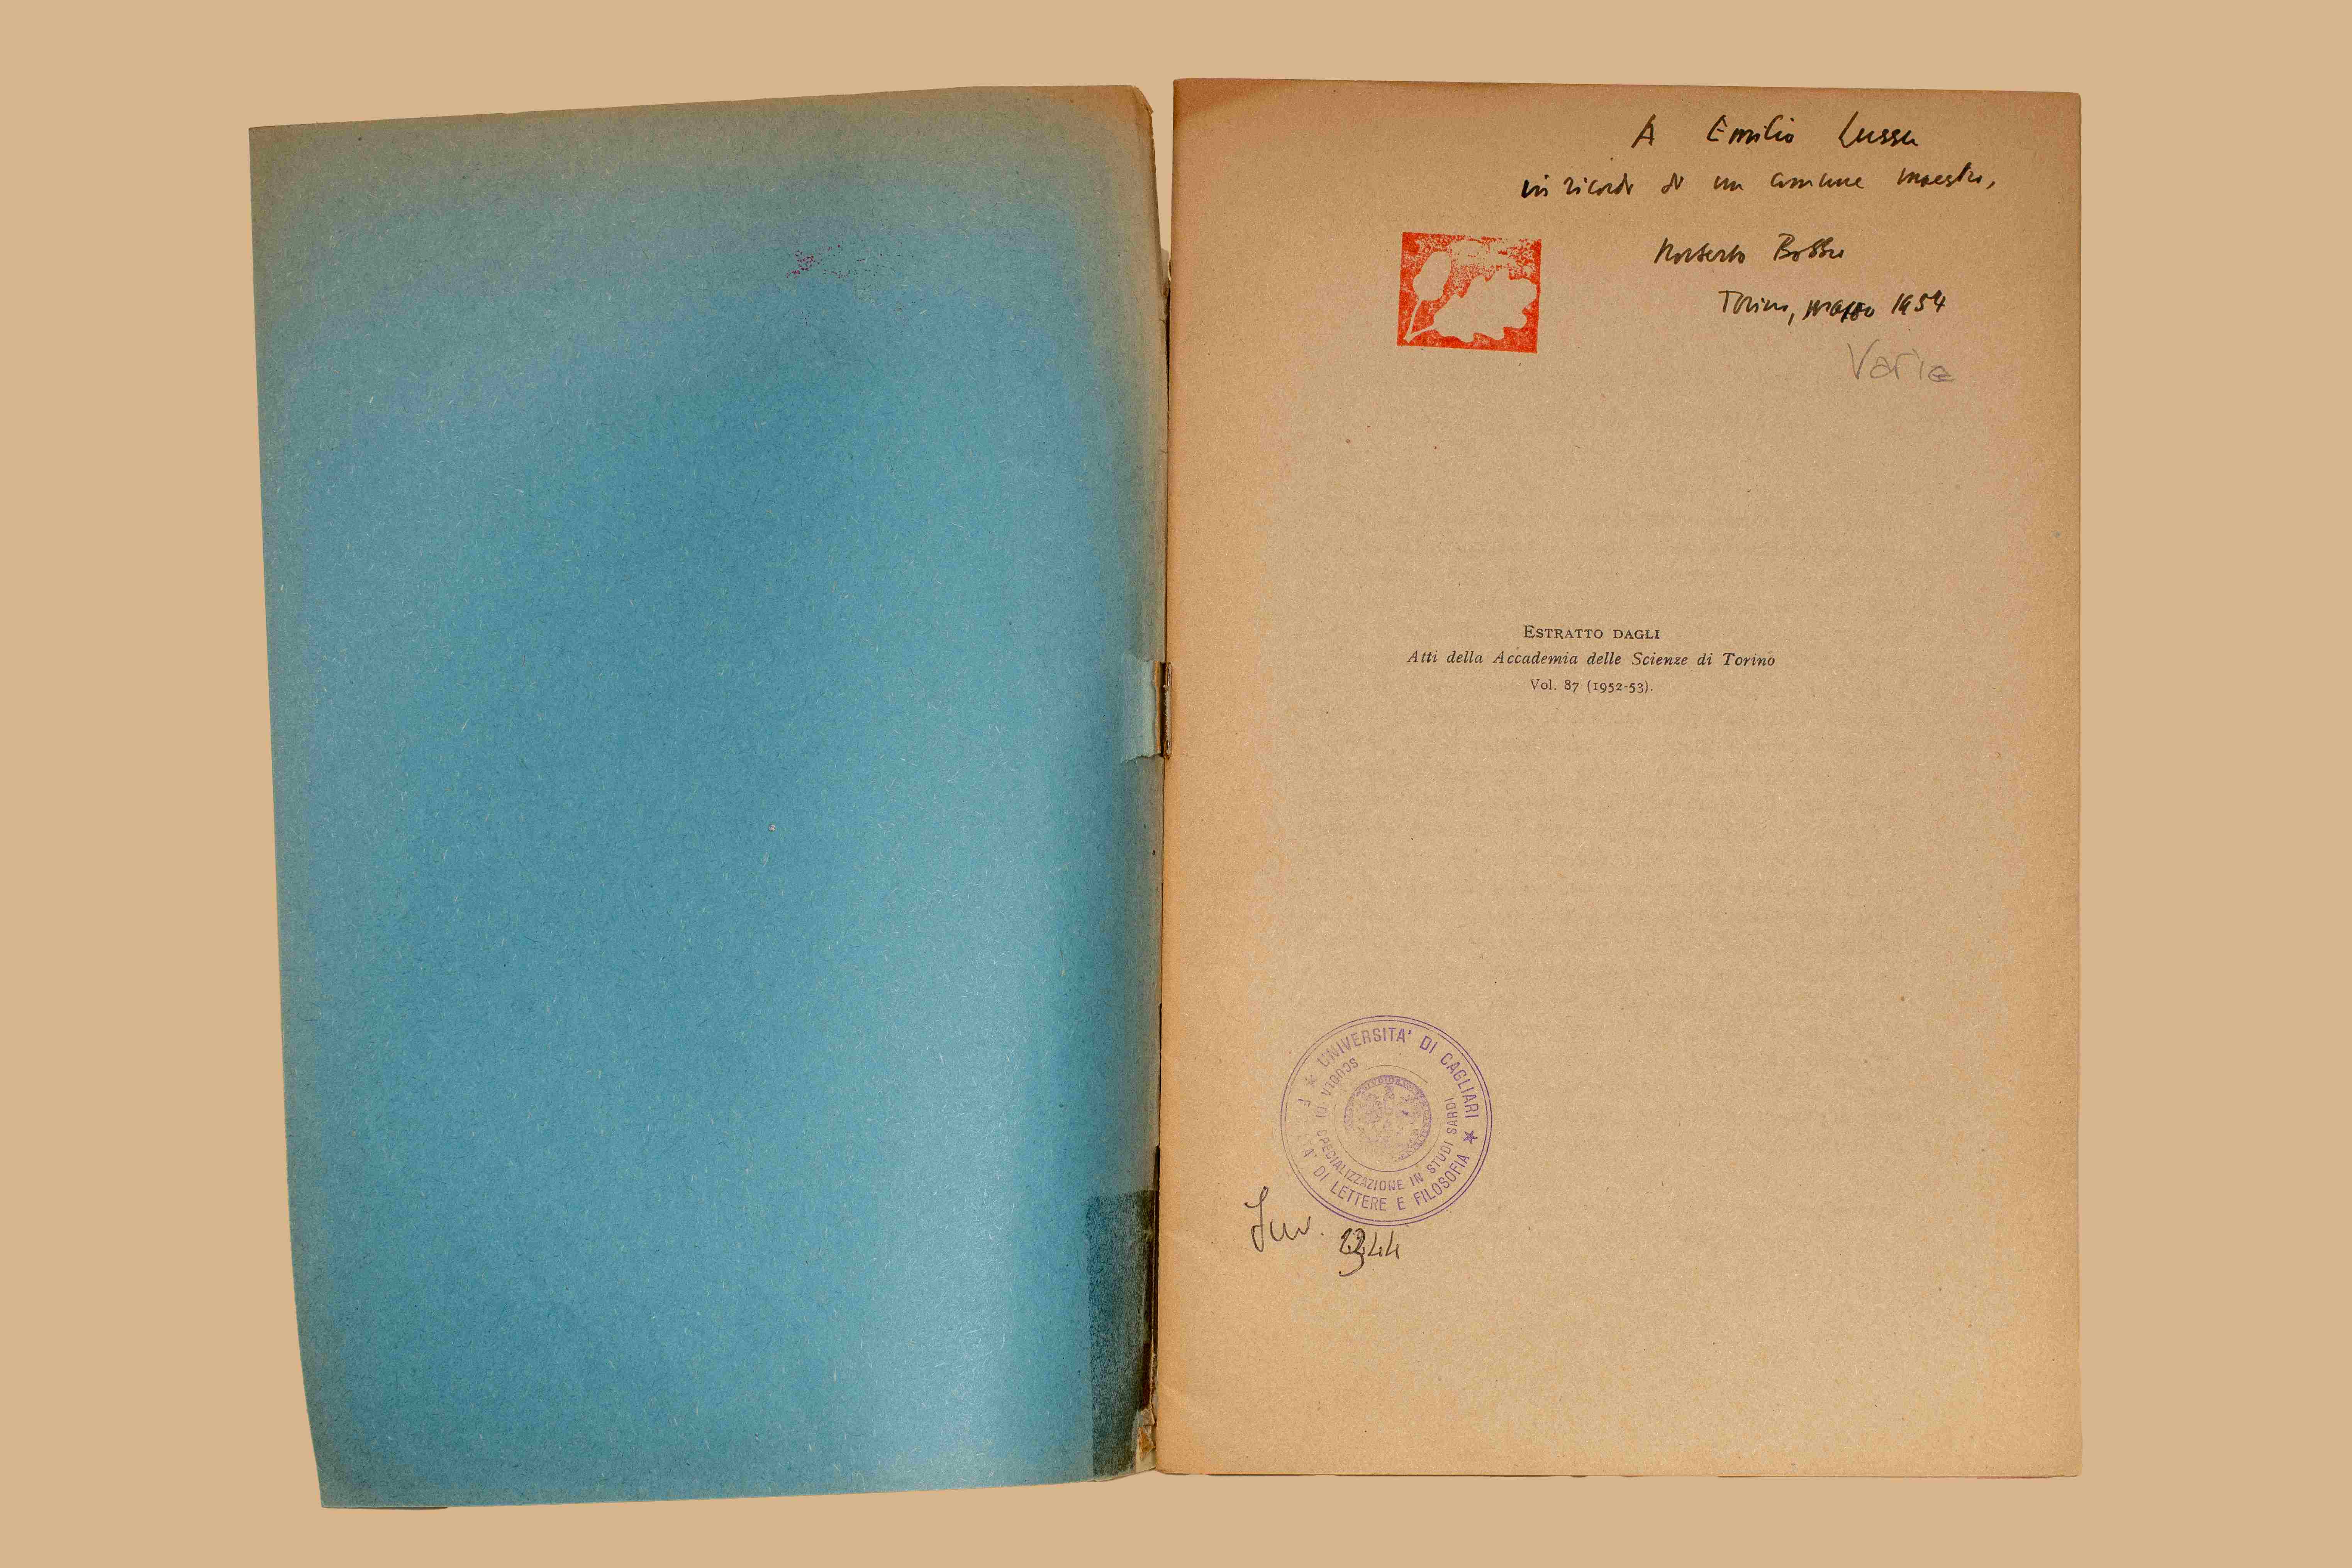 A Emilio Lussu
in ricordo di un comune maestro,
Norberto Bobbio
Torino, marzo 1954
Varie
ESTRATTO DAGLI
Atti della Accademia delle Scienze di Torino
Vol. 87 (1952-53).
UNIVERSITA' DI CAGLIARI
SCUOLA DI SPECIALIZZAZIONE IN STUDI SARDI
DI LETTERE E FILOSOFIA
Inv.